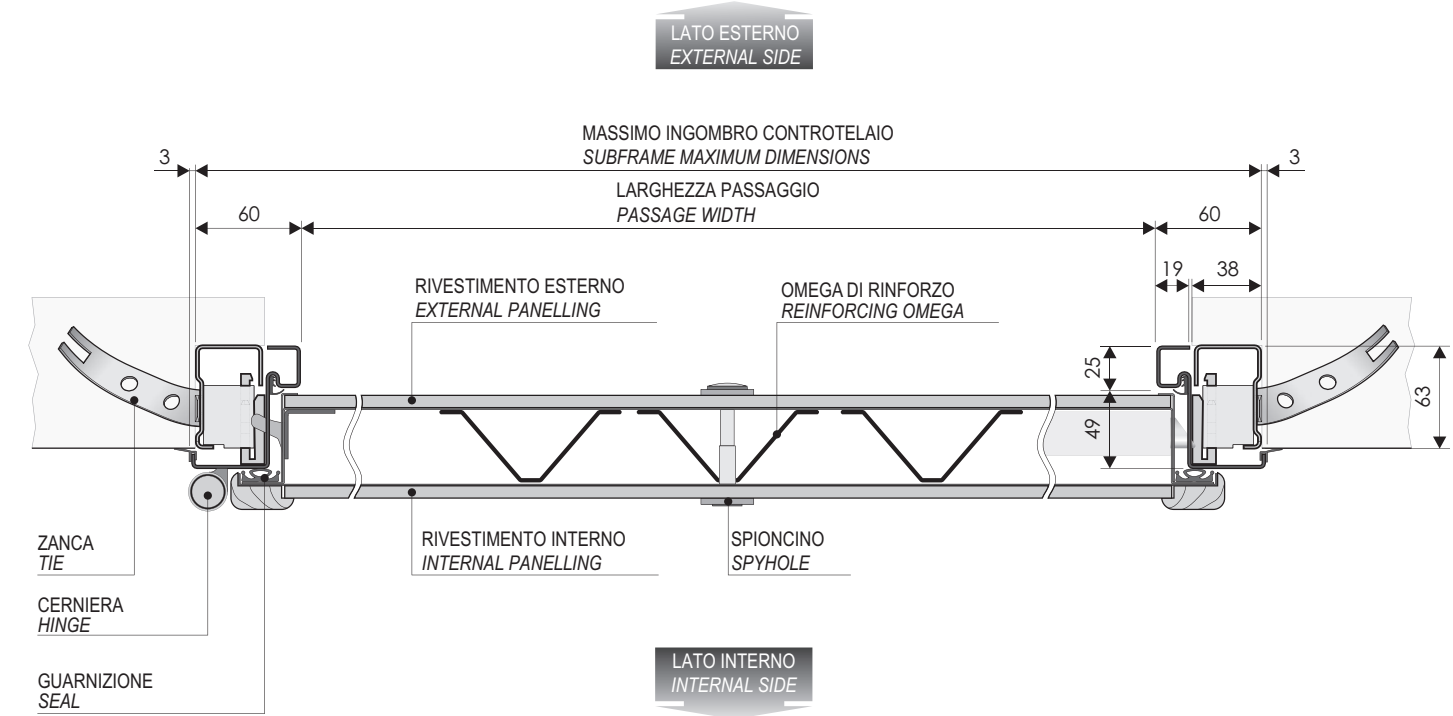 LATO ESTERNO
EXTERNAL SIDE
MASSIMO INGOMBRO CONTROTELAIO
SUBFRAME MAXIMUM DIMENSIONS
3
3
LARGHEZZA PASSAGGIO
PASSAGE WIDTH
60
60
19
38
RIVESTIMENTO ESTERNO
EXTERNAL PANELLING
OMEGA DI RINFORZO
REINFORCING OMEGA
25
63
49
ZANCA
TIE
RIVESTIMENTO INTERNO
INTERNAL PANELLING
SPIONCINO
SPYHOLE
CERNIERA
HINGE
GUARNIZIONE
SEAL
LATO INTERNO
INTERNAL SIDE